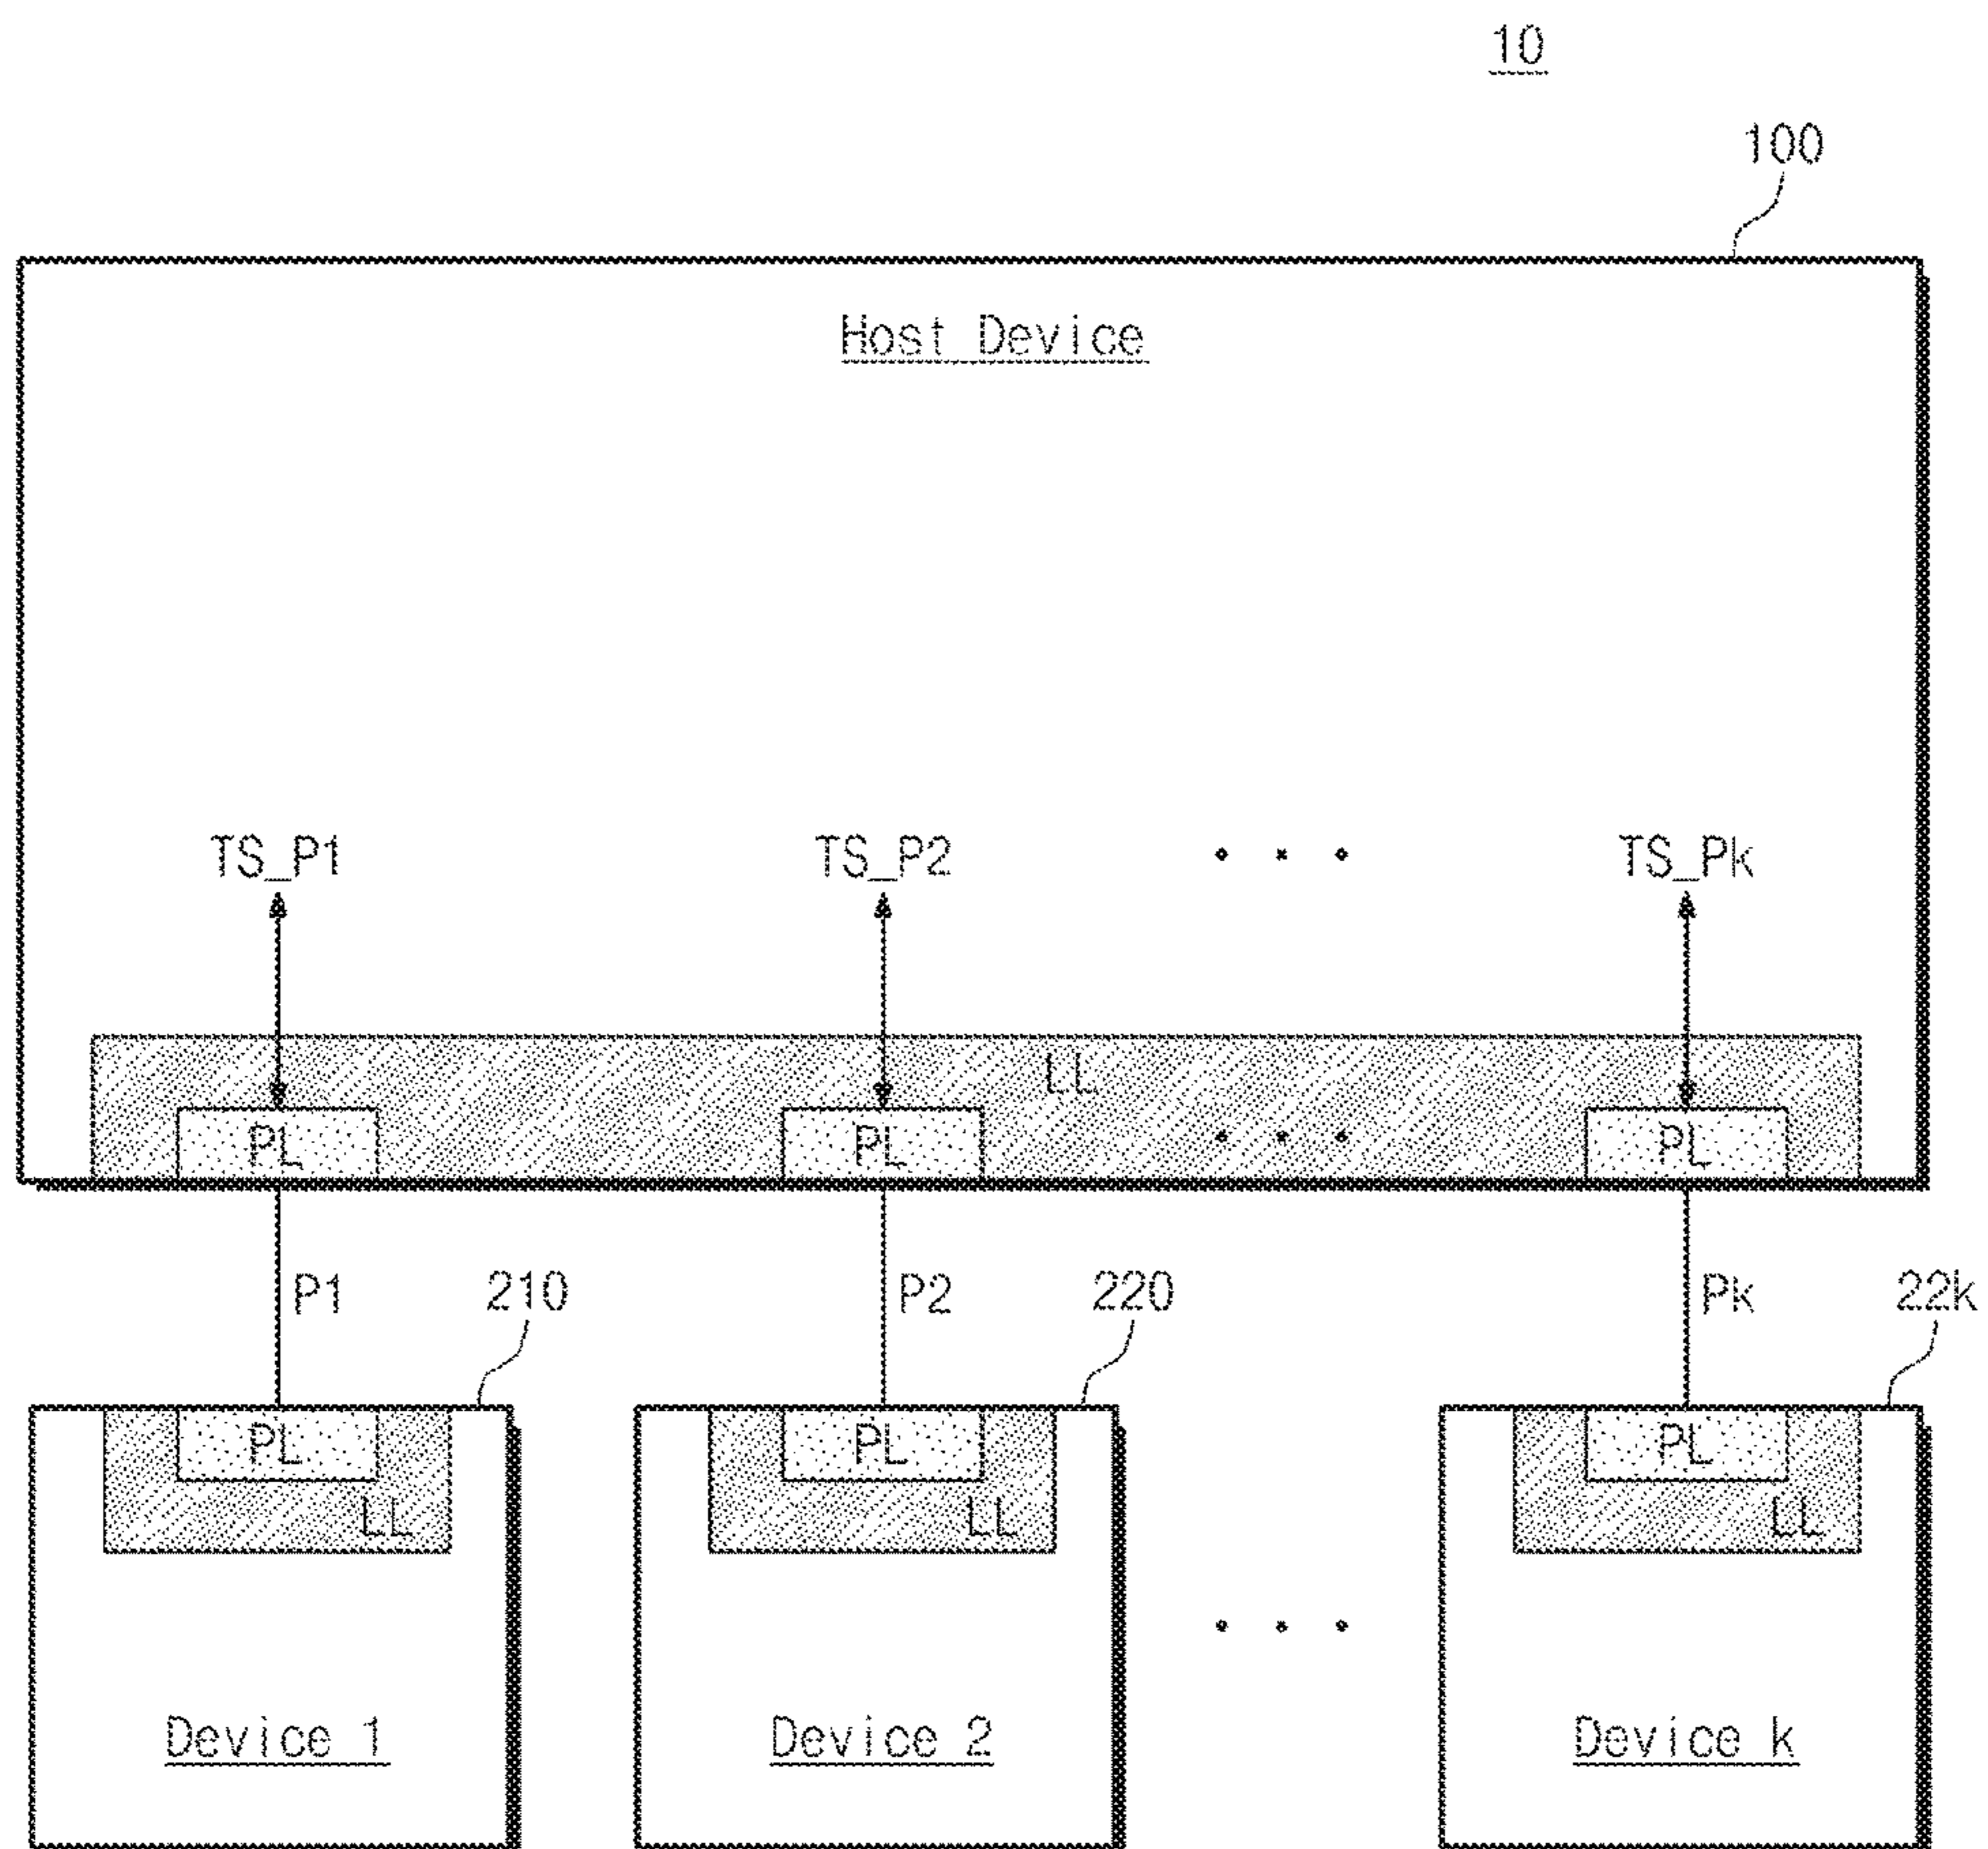 10
100
Host Device
TS_P1 TS_P2 TS_Pk
LL
PL PL PL
P1 210 P2 220 Pk 22k
PL PL PL
LL LL LL
Device 1 Device 2 Device k